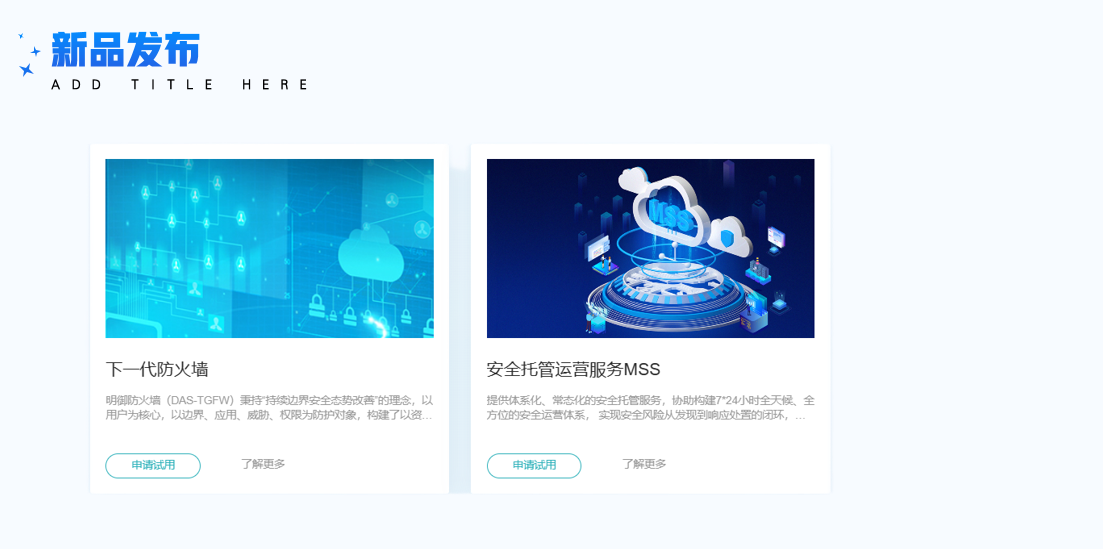 新品发布
ADD TITLE HERE
MSS
下一代防火墙
明御防火墙（DAS-TGFW）秉持“持续边界安全态势改善”的理念，以
用户为核心，以边界、应用、威胁、权限为防护对象，构建了以资…
申请试用
了解更多
安全托管运营服务MSS
提供体系化、常态化的安全托管服务，协助构建7*24小时全天候、全
方位的安全运营体系， 实现安全风险从发现到响应处置的闭环，…
申请试用
了解更多